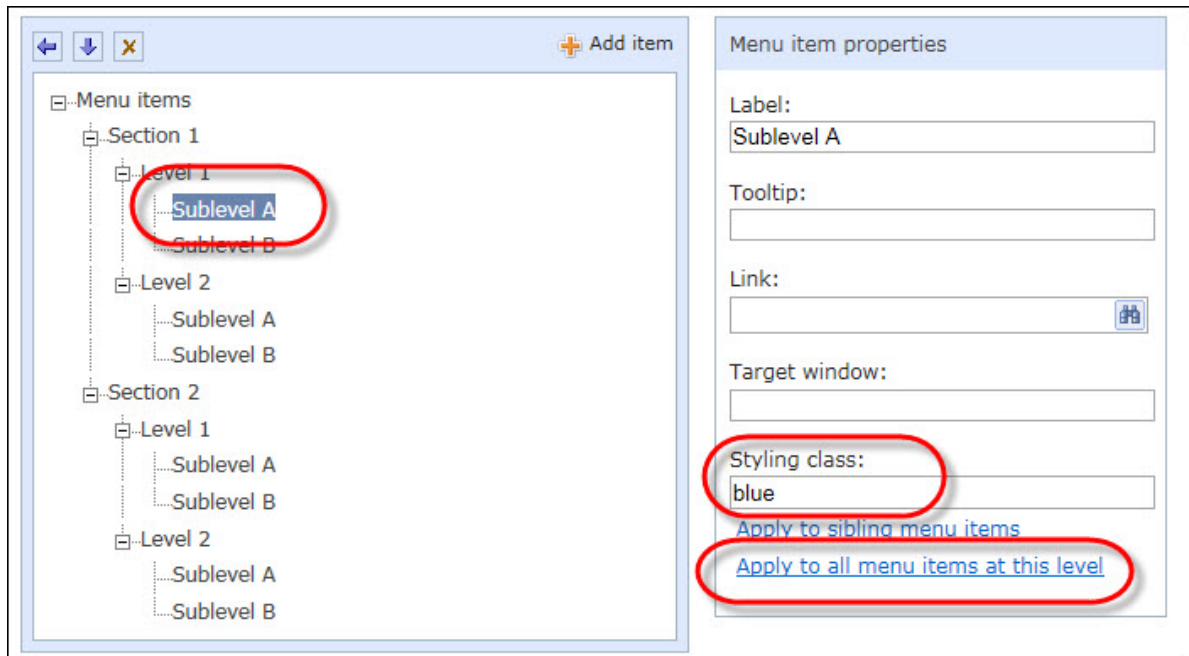 Add item
Menu items
Section 1
Level 1
Sublevel A
Sublevel B
Level 2
Sublevel A
Sublevel B
Section 2
Level 1
Sublevel A
Sublevel B
Level 2
Sublevel A
Sublevel B
Menu item properties
Label:
Sublevel A
Tooltip:
Link:
Target window:
Styling class:
blue
Apply to sibling menu items
Apply to all menu items at this level